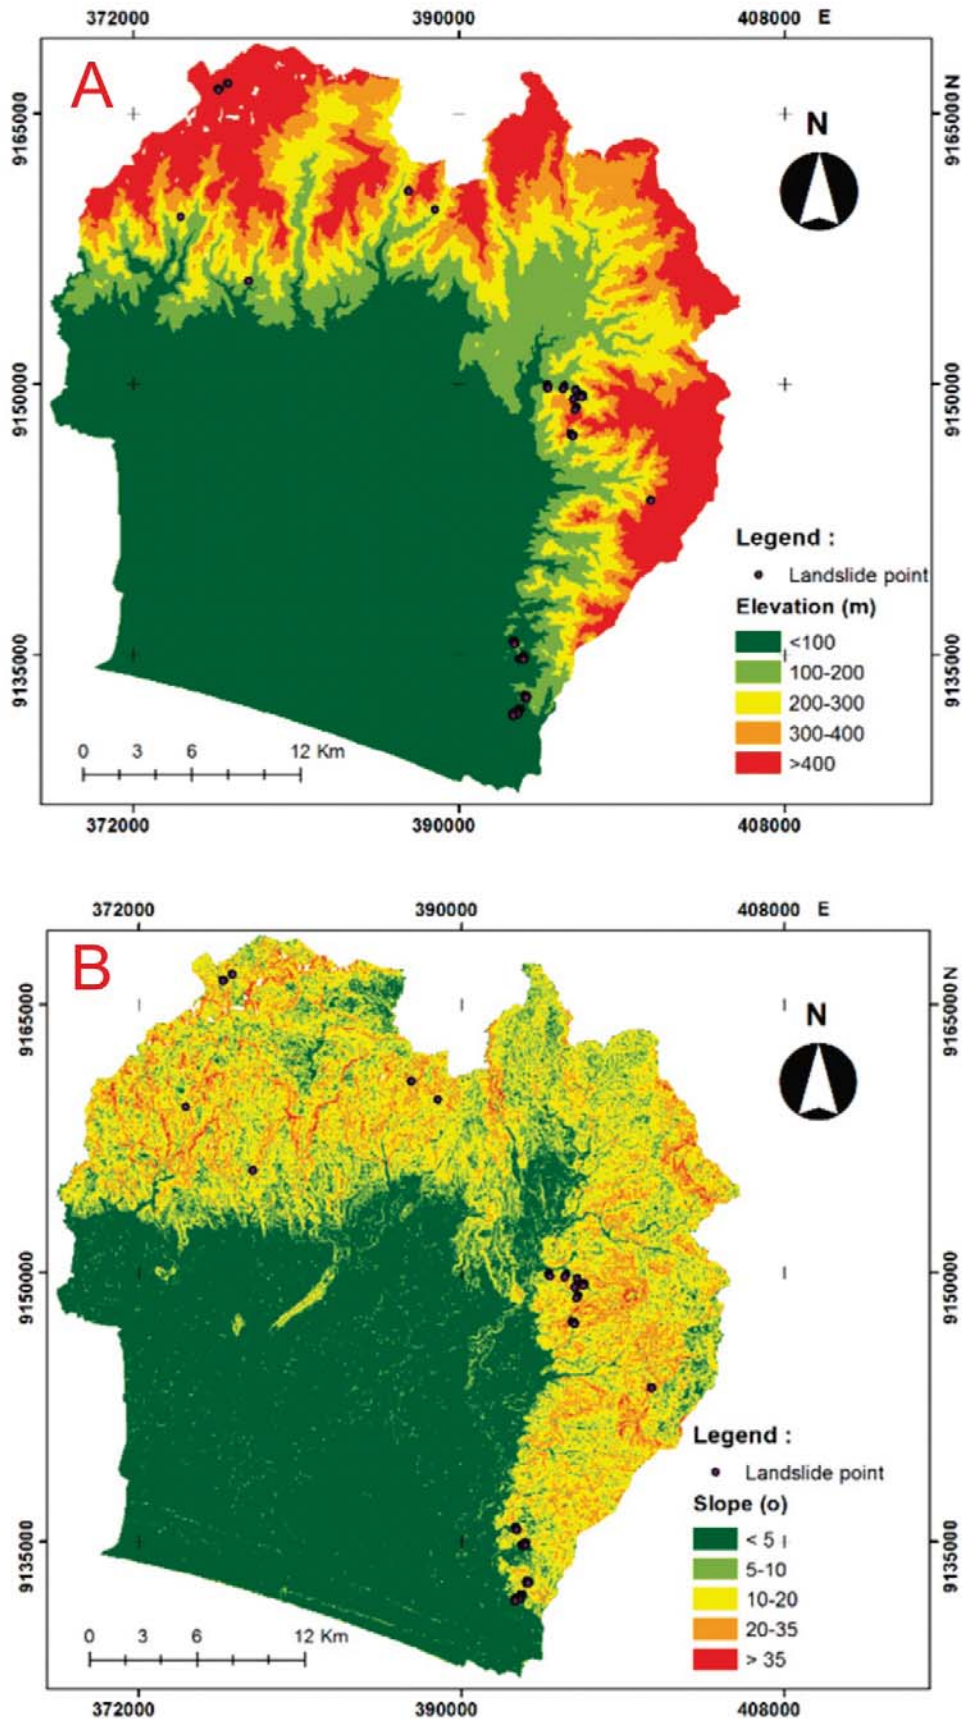 372000 390000 408000 E
A
9165000 9165000 N
N
9150000 9150000
Legend :
Landslide point
Elevation (m)
<100
100-200
200-300
300-400
>400
9135000 9135000
0 3 6 12 Km
372000 390000 408000
372000 390000 408000 E
B
9165000 9165000 N
N
9150000 9150000
Legend :
Landslide point
Slope (o)
< 5
5-10
10-20
20-35
> 35
9135000 9135000
0 3 6 12 Km
372000 390000 408000